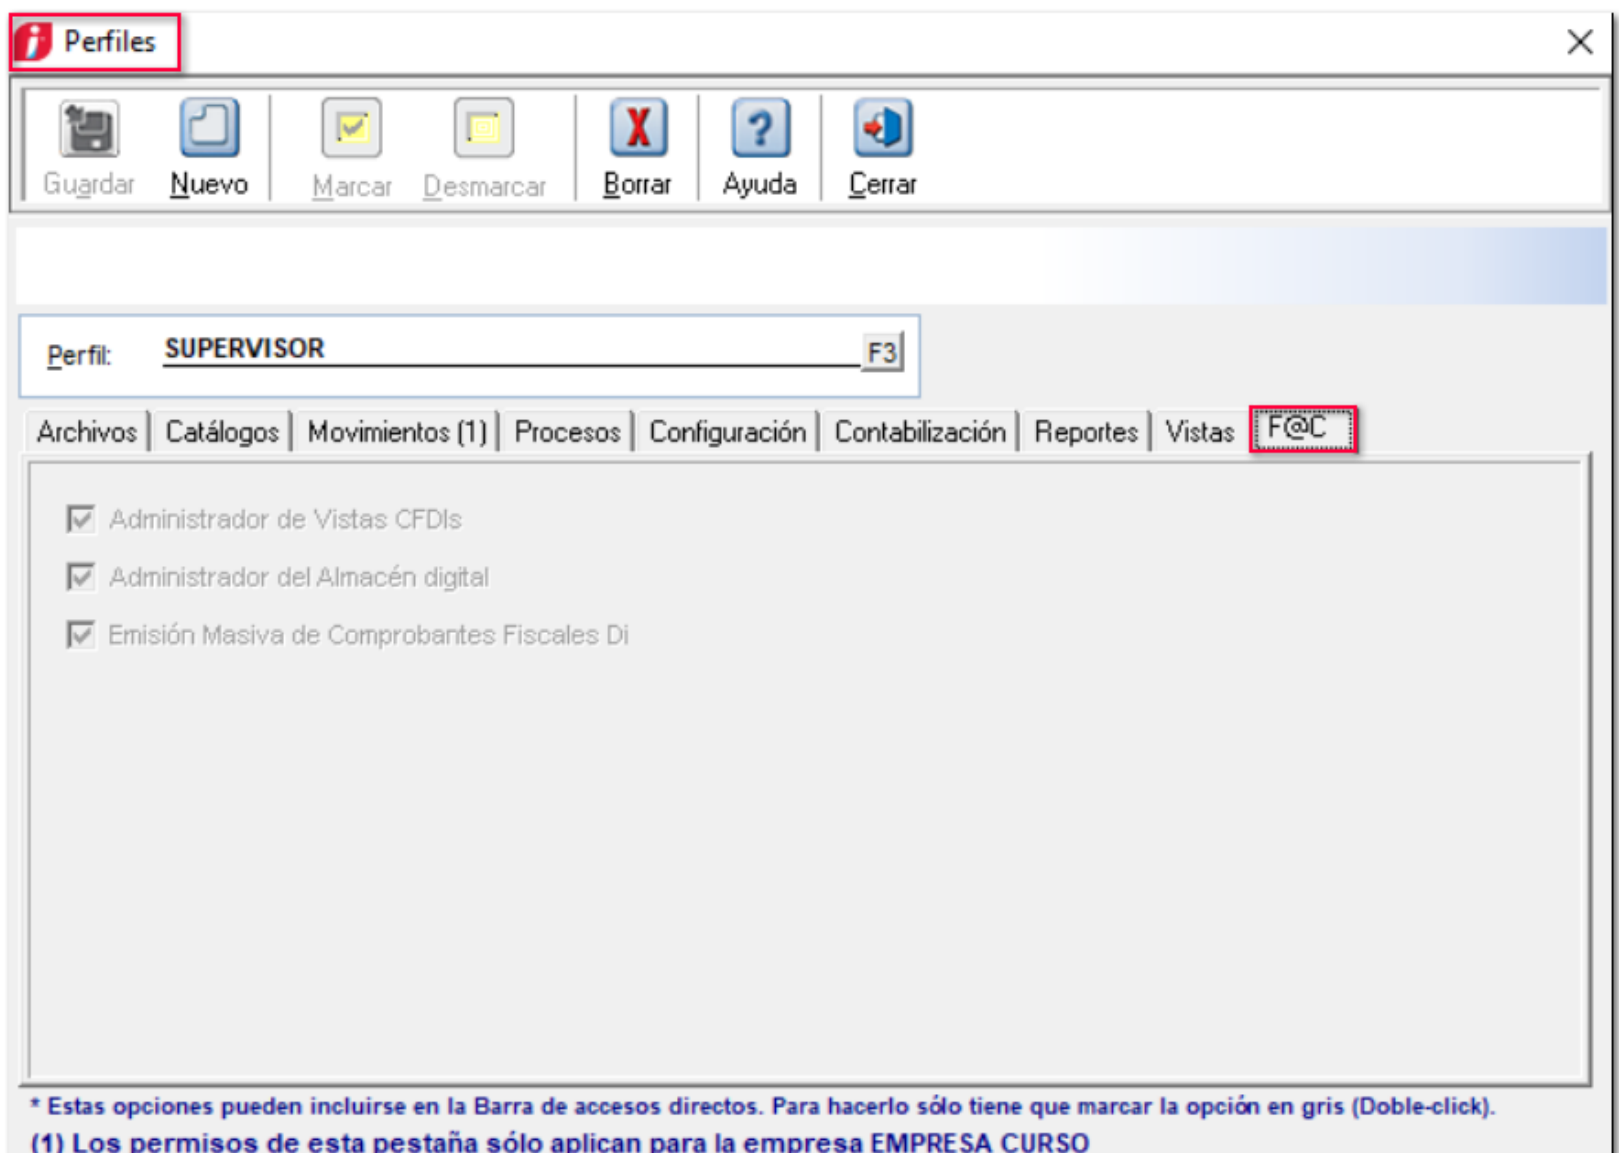 Perfiles
Guardar Nuevo Marcar Desmarcar Borrar Ayuda Cerrar
Perfil: SUPERVISOR F3
Archivos Catálogos Movimientos (1) Procesos Configuración Contabilización Reportes Vistas F@C
Administrador de Vistas CFDIs
Administrador del Almacén digital
Emisión Masiva de Comprobantes Fiscales Di
* Estas opciones pueden incluirse en la Barra de accesos directos. Para hacerlo sólo tiene que marcar la opción en gris (Doble-click).
(1) Los permisos de esta pestaña sólo aplican para la empresa EMPRESA CURSO